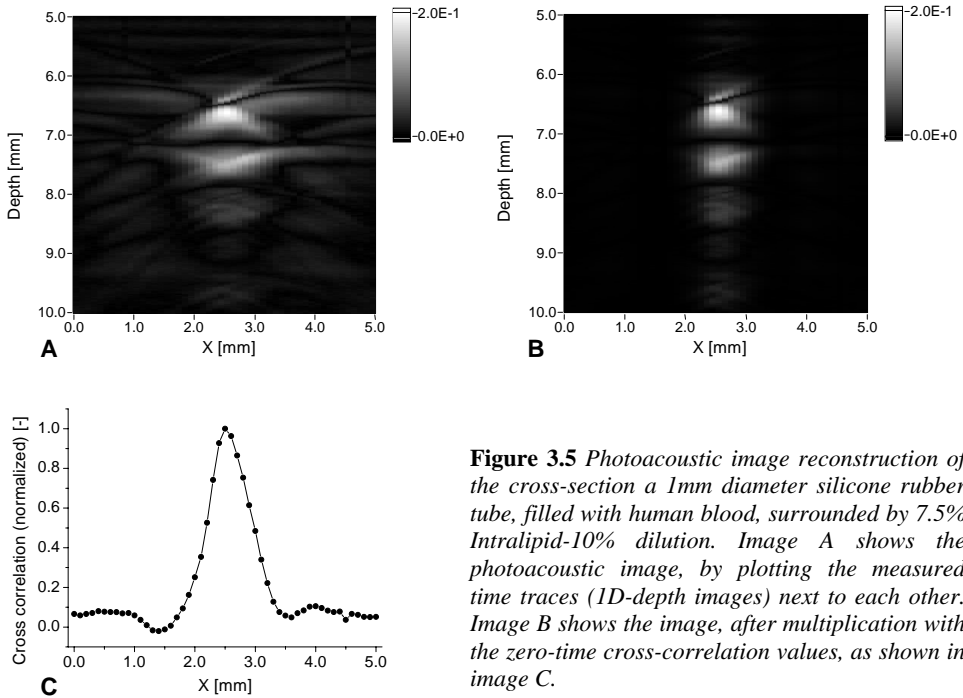 5.0
6.0
7.0
8.0
9.0
10.0
Depth [mm]
0.0 1.0 2.0 3.0 4.0 5.0
X [mm]
A
2.0E-1
0.0E+0
5.0
6.0
7.0
8.0
9.0
10.0
Depth [mm]
0.0 1.0 2.0 3.0 4.0 5.0
X [mm]
B
2.0E-1
0.0E+0
1.0
0.8
0.6
0.4
0.2
0.0
Cross correlation (normalized) [-]
0.0 1.0 2.0 3.0 4.0 5.0
X [mm]
C
Figure 3.5 Photoacoustic image reconstruction of
the cross-section a 1mm diameter silicone rubber
tube, filled with human blood, surrounded by 7.5%
Intralipid-10% dilution. Image A shows the
photoacoustic image, by plotting the measured
time traces (1D-depth images) next to each other.
Image B shows the image, after multiplication with
the zero-time cross-correlation values, as shown in
image C.